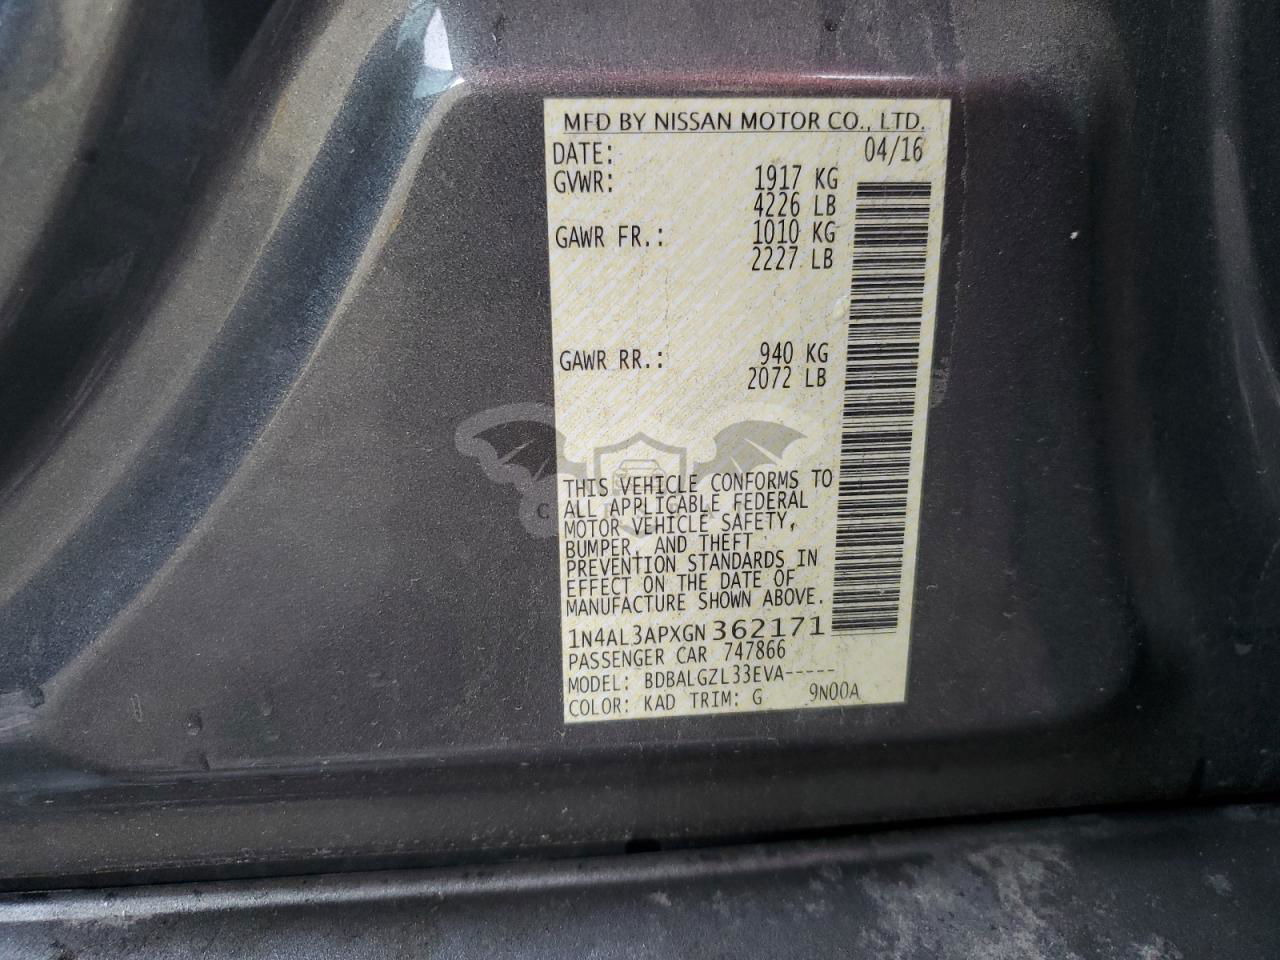 MFD BY NISSAN MOTOR CO., LTD.
DATE: 04/16
GVWR: 1917 KG
4226 LB
GAWR FR.: 1010 KG
2227 LB
GAWR RR.: 940 KG
2072 LB
THIS VEHICLE CONFORMS TO
ALL APPLICABLE FEDERAL
MOTOR VEHICLE SAFETY,
BUMPER, AND THEFT
PREVENTION STANDARDS IN
EFFECT ON THE DATE OF
MANUFACTURE SHOWN ABOVE.
1N4AL3APXGN362171
PASSENGER CAR 747866
MODEL: BDBALGZL33EVA-----
COLOR: KAD TRIM: G 9N00A